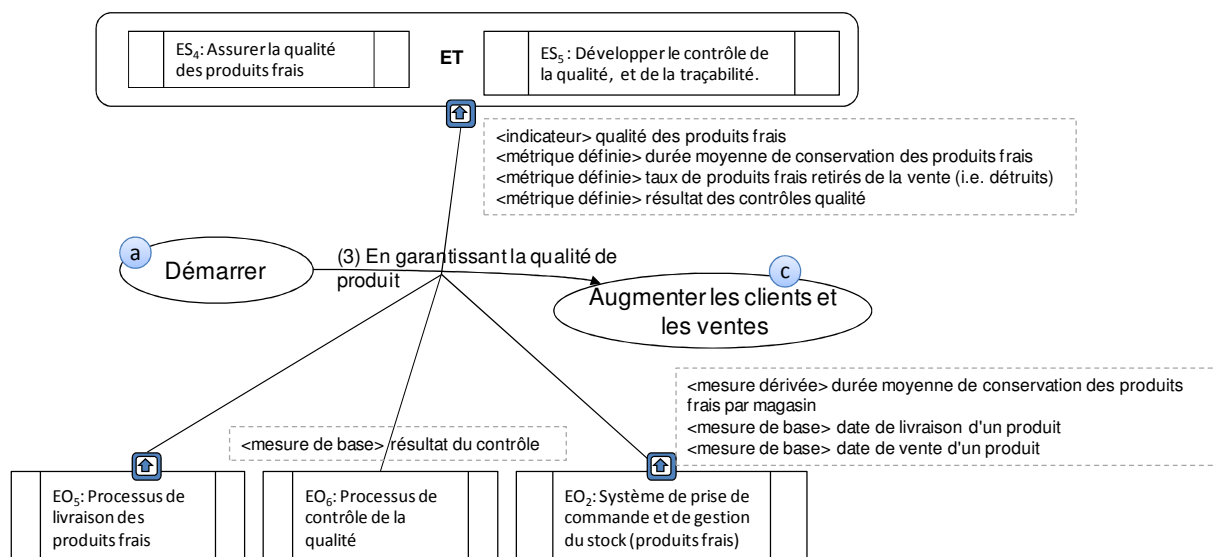 ES4: Assurer la qualité
des produits frais
ET
ES5 : Développer le contrôle de
la qualité, et de la traçabilité.
<indicateur> qualité des produits frais
<métrique définie> durée moyenne de conservation des produits frais
<métrique définie> taux de produits frais retirés de la vente (i.e. détruits)
<métrique définie> résultat des contrôles qualité
a
Démarrer
(3) En garantissant la qualité de
produit
c
Augmenter les clients et
les ventes
<mesure dérivée> durée moyenne de conservation des produits
frais par magasin
<mesure de base> date de livraison d'un produit
<mesure de base> date de vente d'un produit
<mesure de base> résultat du contrôle
EO5: Processus de
livraison des
produits frais
EO6: Processus de
contrôle de la
qualité
EO2: Système de prise de
commande et de gestion
du stock (produits frais)